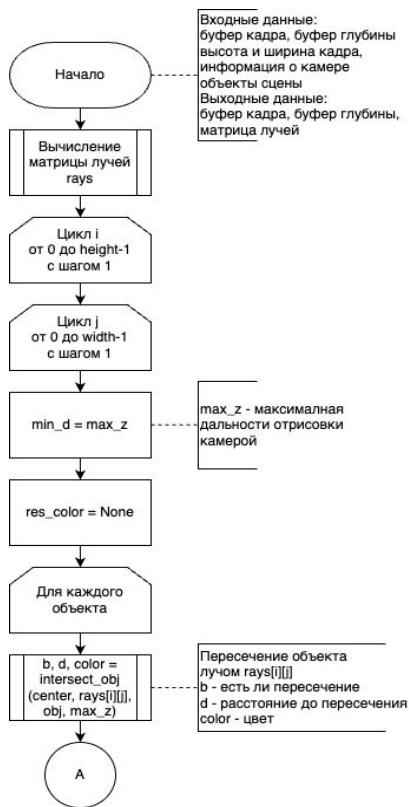 Начало
Входные данные:
буфер кадра, буфер глубины
высота и ширина кадра,
информация о камере
объекты сцены
Выходные данные:
буфер кадра, буфер глубины,
матрица лучей
Вычисление
матрицы лучей
rays
Цикл i
от 0 до height-1
с шагом 1
Цикл j
от 0 до width-1
с шагом 1
min_d = max_z
max_z - максималная
дальности отрисовки
камерой
res_color = None
Для каждого
объекта
b, d, color =
intersect_obj
(center, rays[i][j],
obj, max_z)
Пересечение объекта
лучом rays[i][j]
b - есть ли пересечение
d - расстояние до пересечения
color - цвет
A